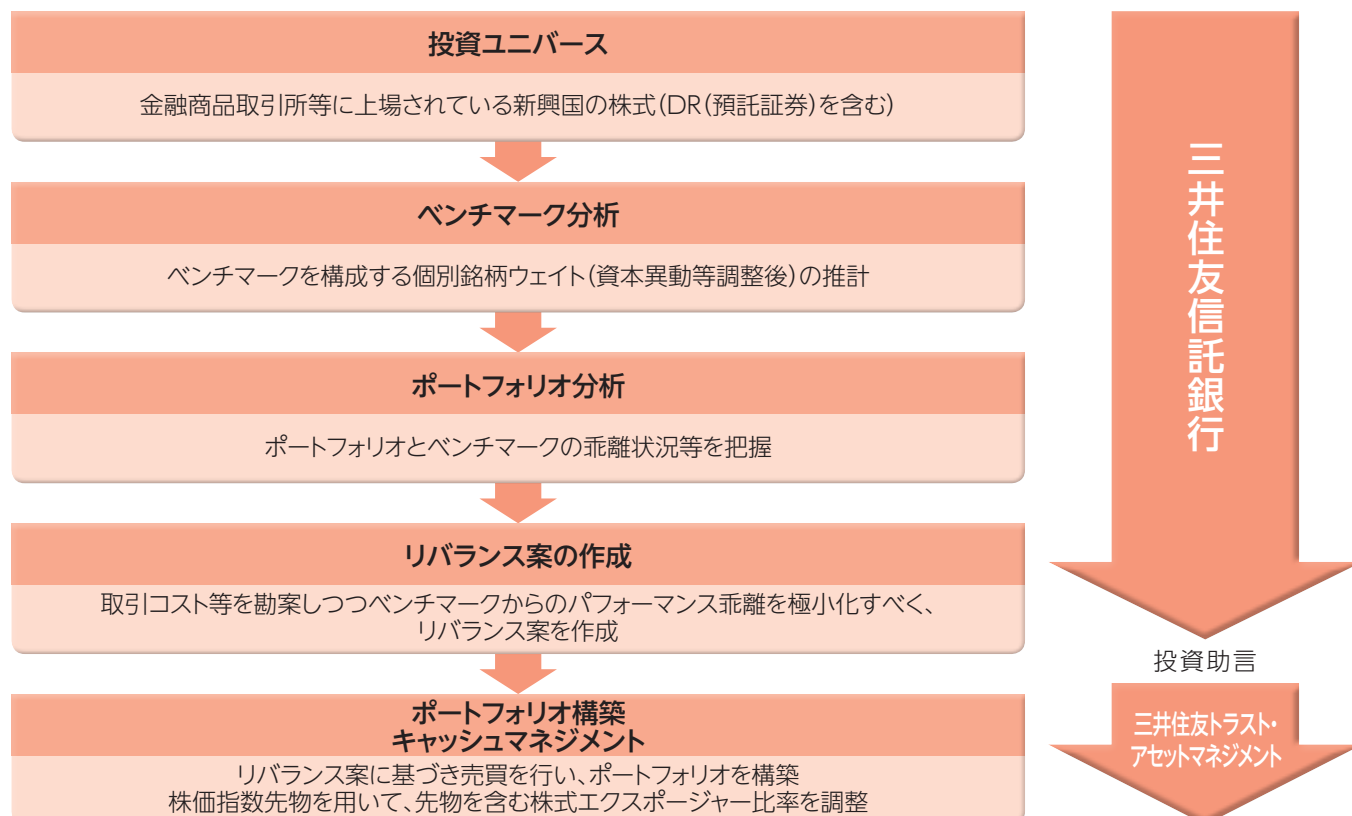 投資ユニバース
金融商品取引所等に上場されている新興国の株式(DR(預託証券)を含む)
ベンチマーク分析
ベンチマークを構成する個別銘柄ウェイト(資本異動等調整後)の推計
ポートフォリオ分析
ポートフォリオとベンチマークの乖離状況等を把握
リバランス案の作成
取引コスト等を勘案しつつベンチマークからのパフォーマンス乖離を極小化すべく、
リバランス案を作成
ポートフォリオ構築
キャッシュマネジメント
リバランス案に基づき売買を行い、ポートフォリオを構築
株価指数先物を用いて、先物を含む株式エクスポージャー比率を調整
三井住友信託銀行
投資助言
三井住友トラスト・
アセットマネジメント